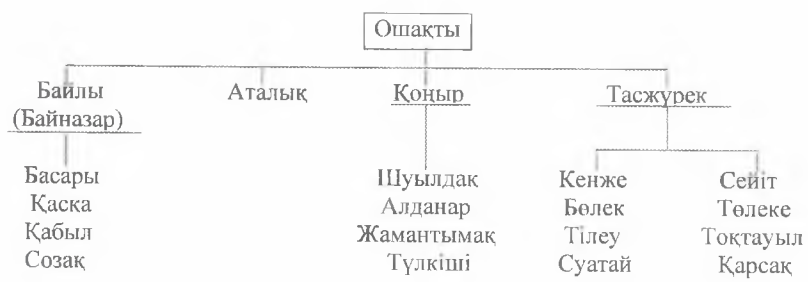 Ошақты
Байлы Аталық Қоңыр Тасжүрек
(Байназар)
Басары Шуылдақ Кенже Сейіт
Қасқа Алданар Бөлек Төлеке
Қабыл Жамантымақ Тілеу Тоқтауыл
Созақ Түлкіші Суатай Қарсақ